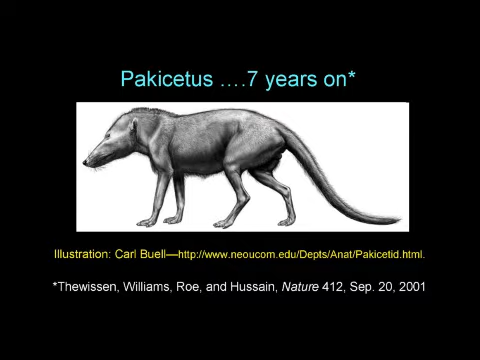 Pakicetus ….7 years on*
Illustration: Carl Buell—http://www.neoucom.edu/Depts/Anat/Pakicetid.html.
*Thewissen, Williams, Roe, and Hussain, Nature 412, Sep. 20, 2001